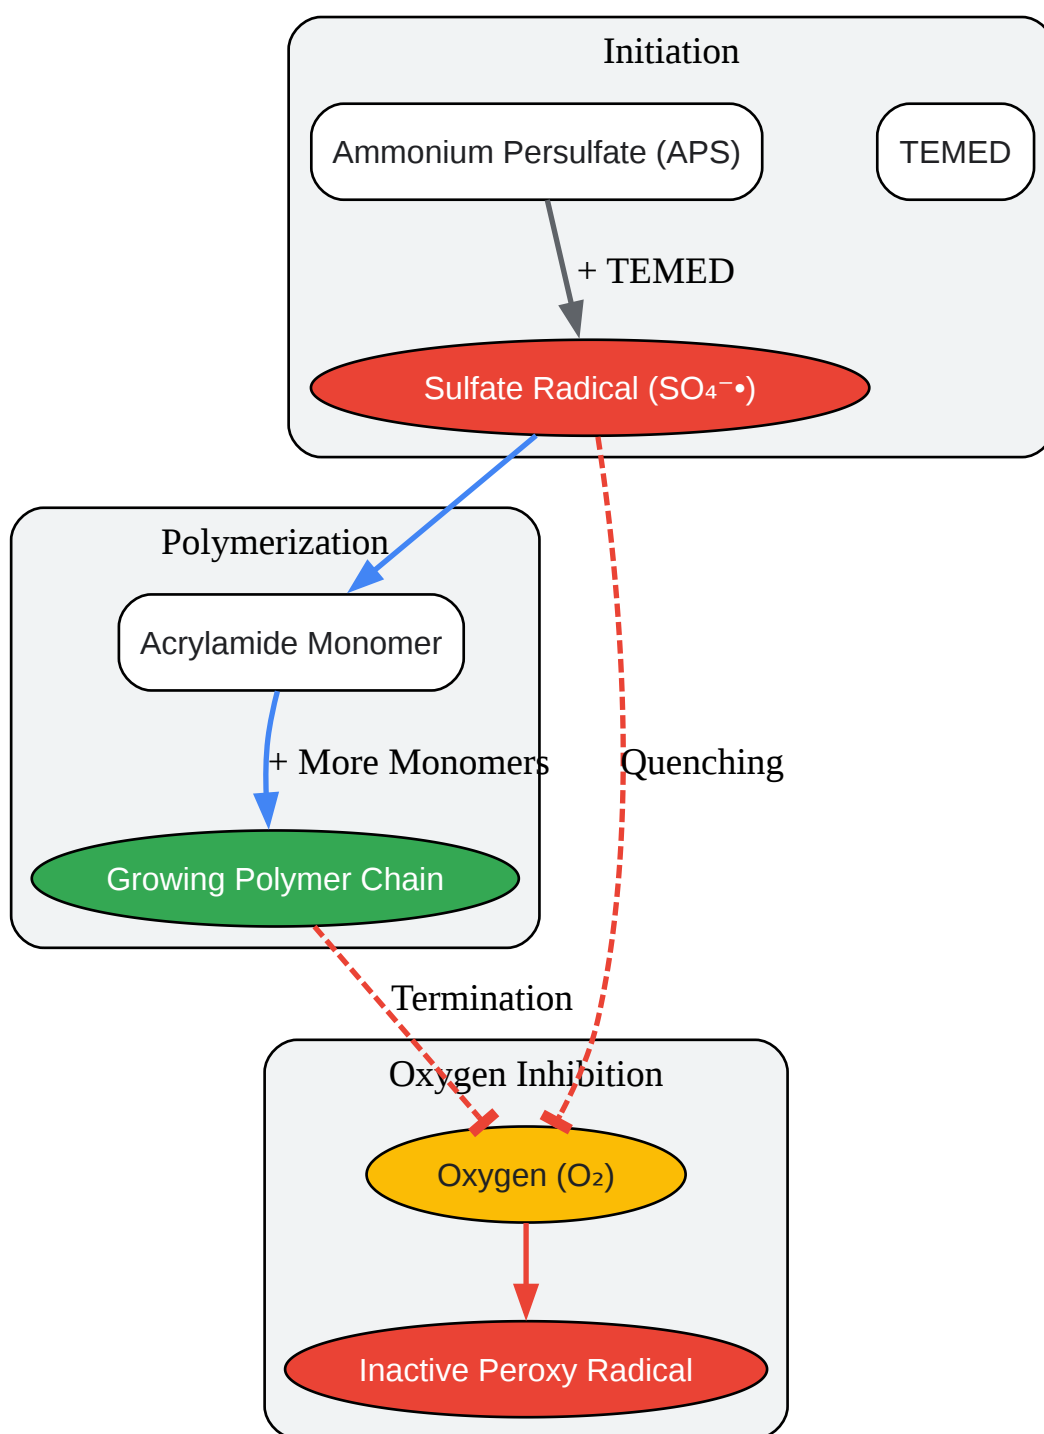 Initiation
Ammonium Persulfate (APS)
TEMED
+ TEMED
Sulfate Radical (SO₄⁻•)
Polymerization
Acrylamide Monomer
+ More Monomers
Quenching
Growing Polymer Chain
Termination
Oxygen Inhibition
Oxygen (O₂)
Inactive Peroxy Radical